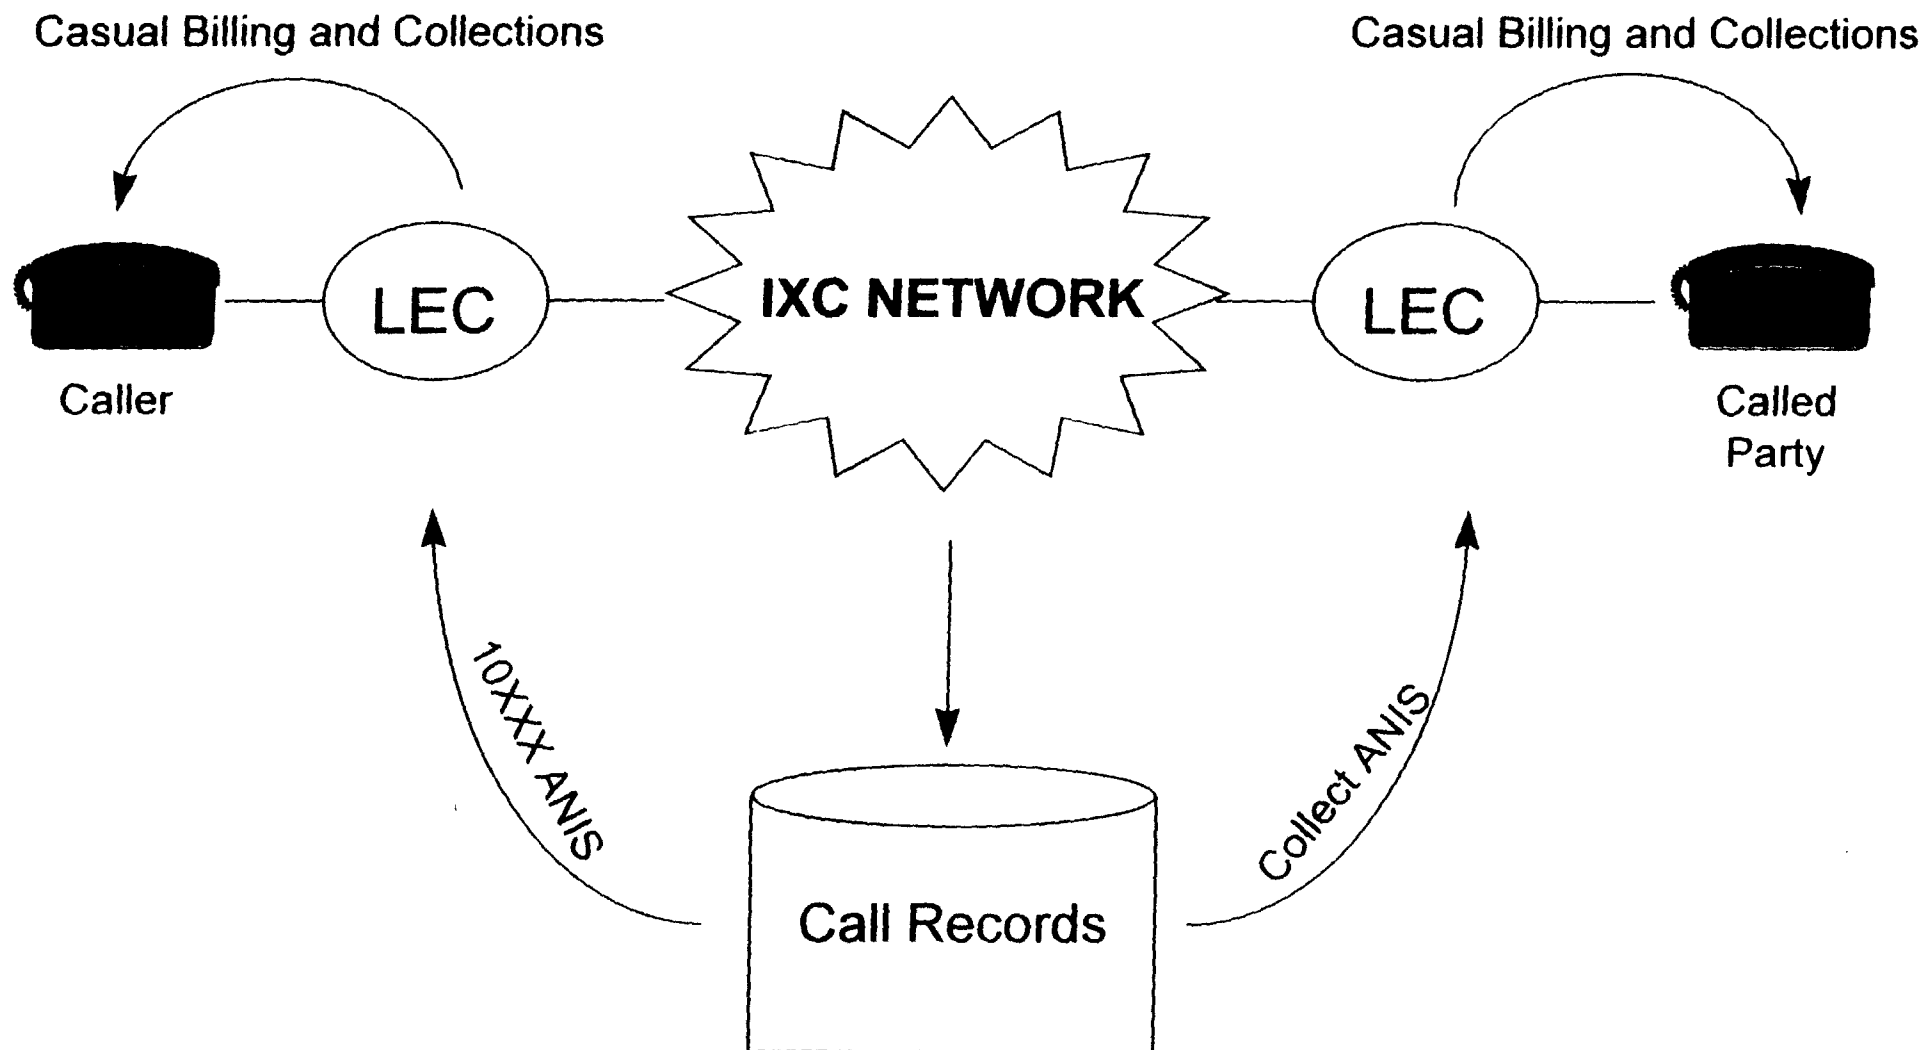 Casual Billing and Collections
Casual Billing and Collections
LEC
IXC NETWORK
LEC
Caller
Called
Party
10XXX ANIS
Collect ANIS
Call Records